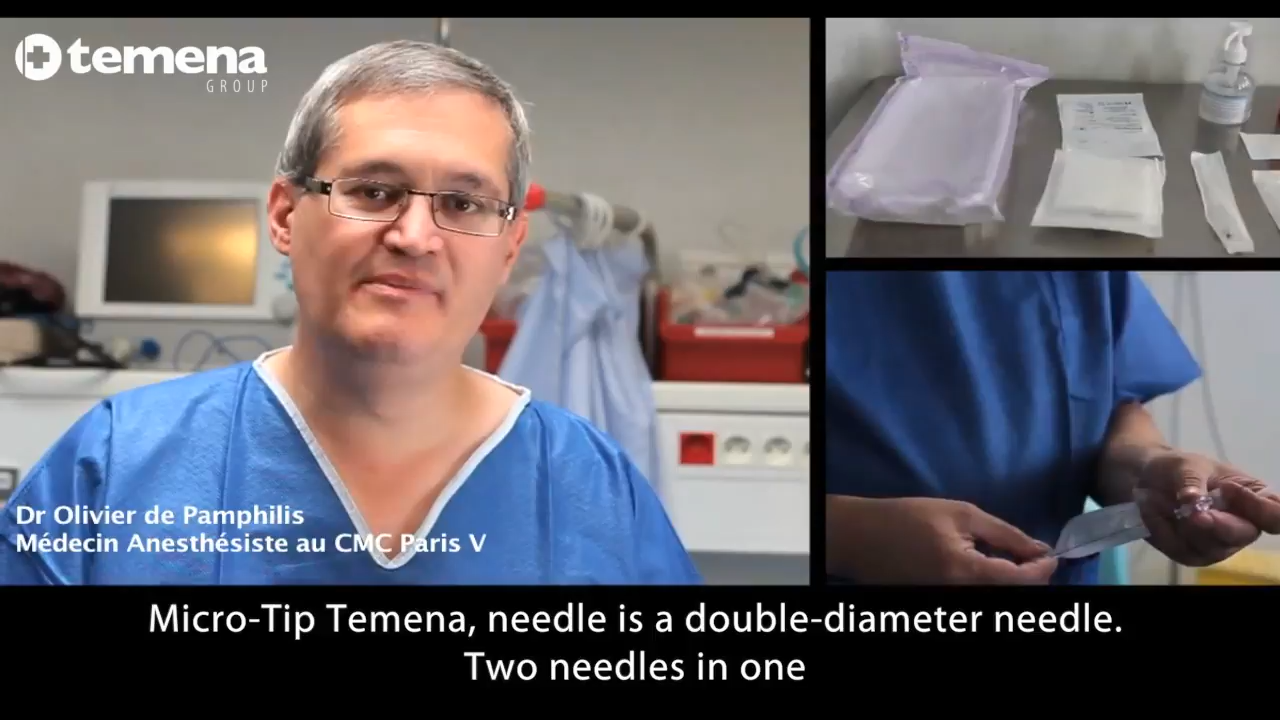 temena
GROUP
Dr Olivier de Pamphilis
Médecin Anesthésiste au CMC Paris V
Micro-Tip Temena, needle is a double-diameter needle.
Two needles in one